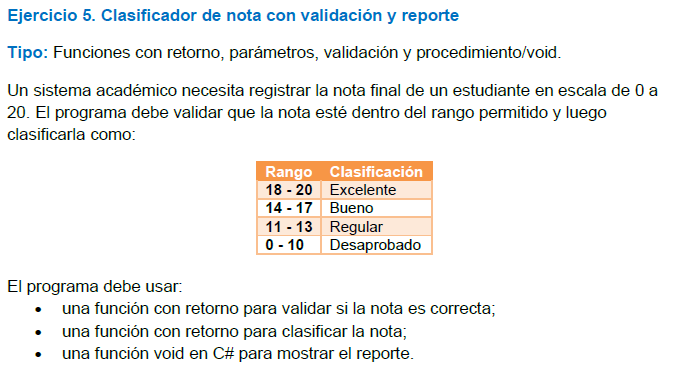 Ejercicio 5. Clasificador de nota con validación y reporte
Tipo: Funciones con retorno, parámetros, validación y procedimiento/void.
Un sistema académico necesita registrar la nota final de un estudiante en escala de 0 a
20. El programa debe validar que la nota esté dentro del rango permitido y luego
clasificarla como:
Rango Clasificación
18 - 20 Excelente
14 - 17 Bueno
11 - 13 Regular
0 - 10 Desaprobado
El programa debe usar:
• una función con retorno para validar si la nota es correcta;
• una función con retorno para clasificar la nota;
• una función void en C# para mostrar el reporte.